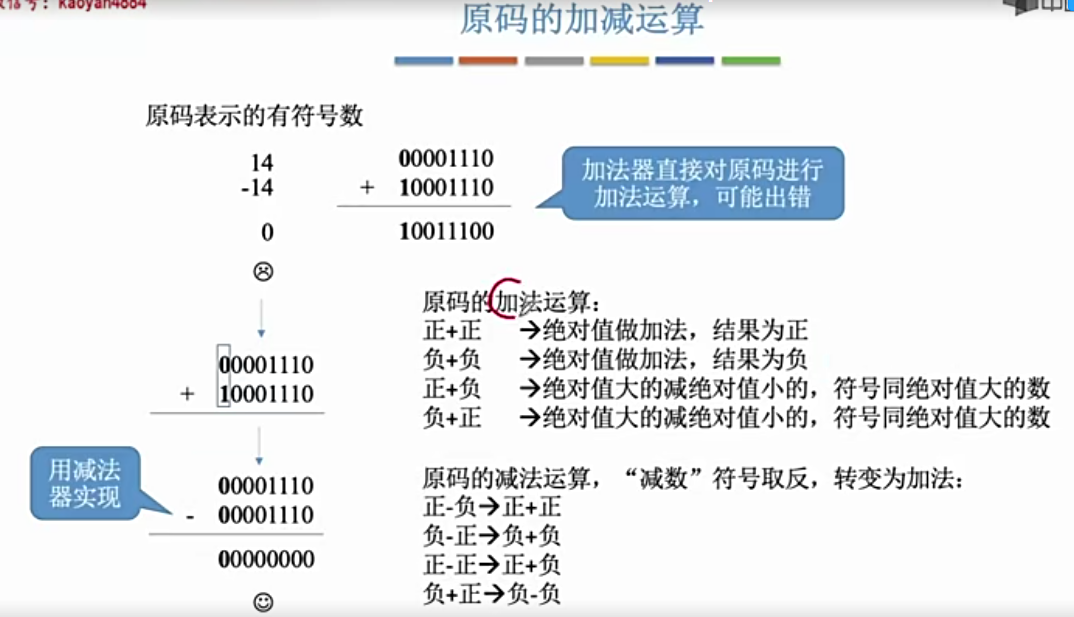 微信号：kaoyan4884
原码的加减运算
原码表示的有符号数
14
-14
0
00001110
+ 10001110
10011100
加法器直接对原码进行
加法运算，可能出错
00001110
+ 10001110
用减法
器实现
00001110
- 00001110
00000000
原码的加法运算：
正+正 →绝对值做加法，结果为正
负+负 →绝对值做加法，结果为负
正+负 →绝对值大的减绝对值小的，符号同绝对值大的数
负+正 →绝对值大的减绝对值小的，符号同绝对值大的数
原码的减法运算，“减数”符号取反，转变为加法：
正-负→正+正
负-正→负+负
正-正→正+负
负+正→负-负